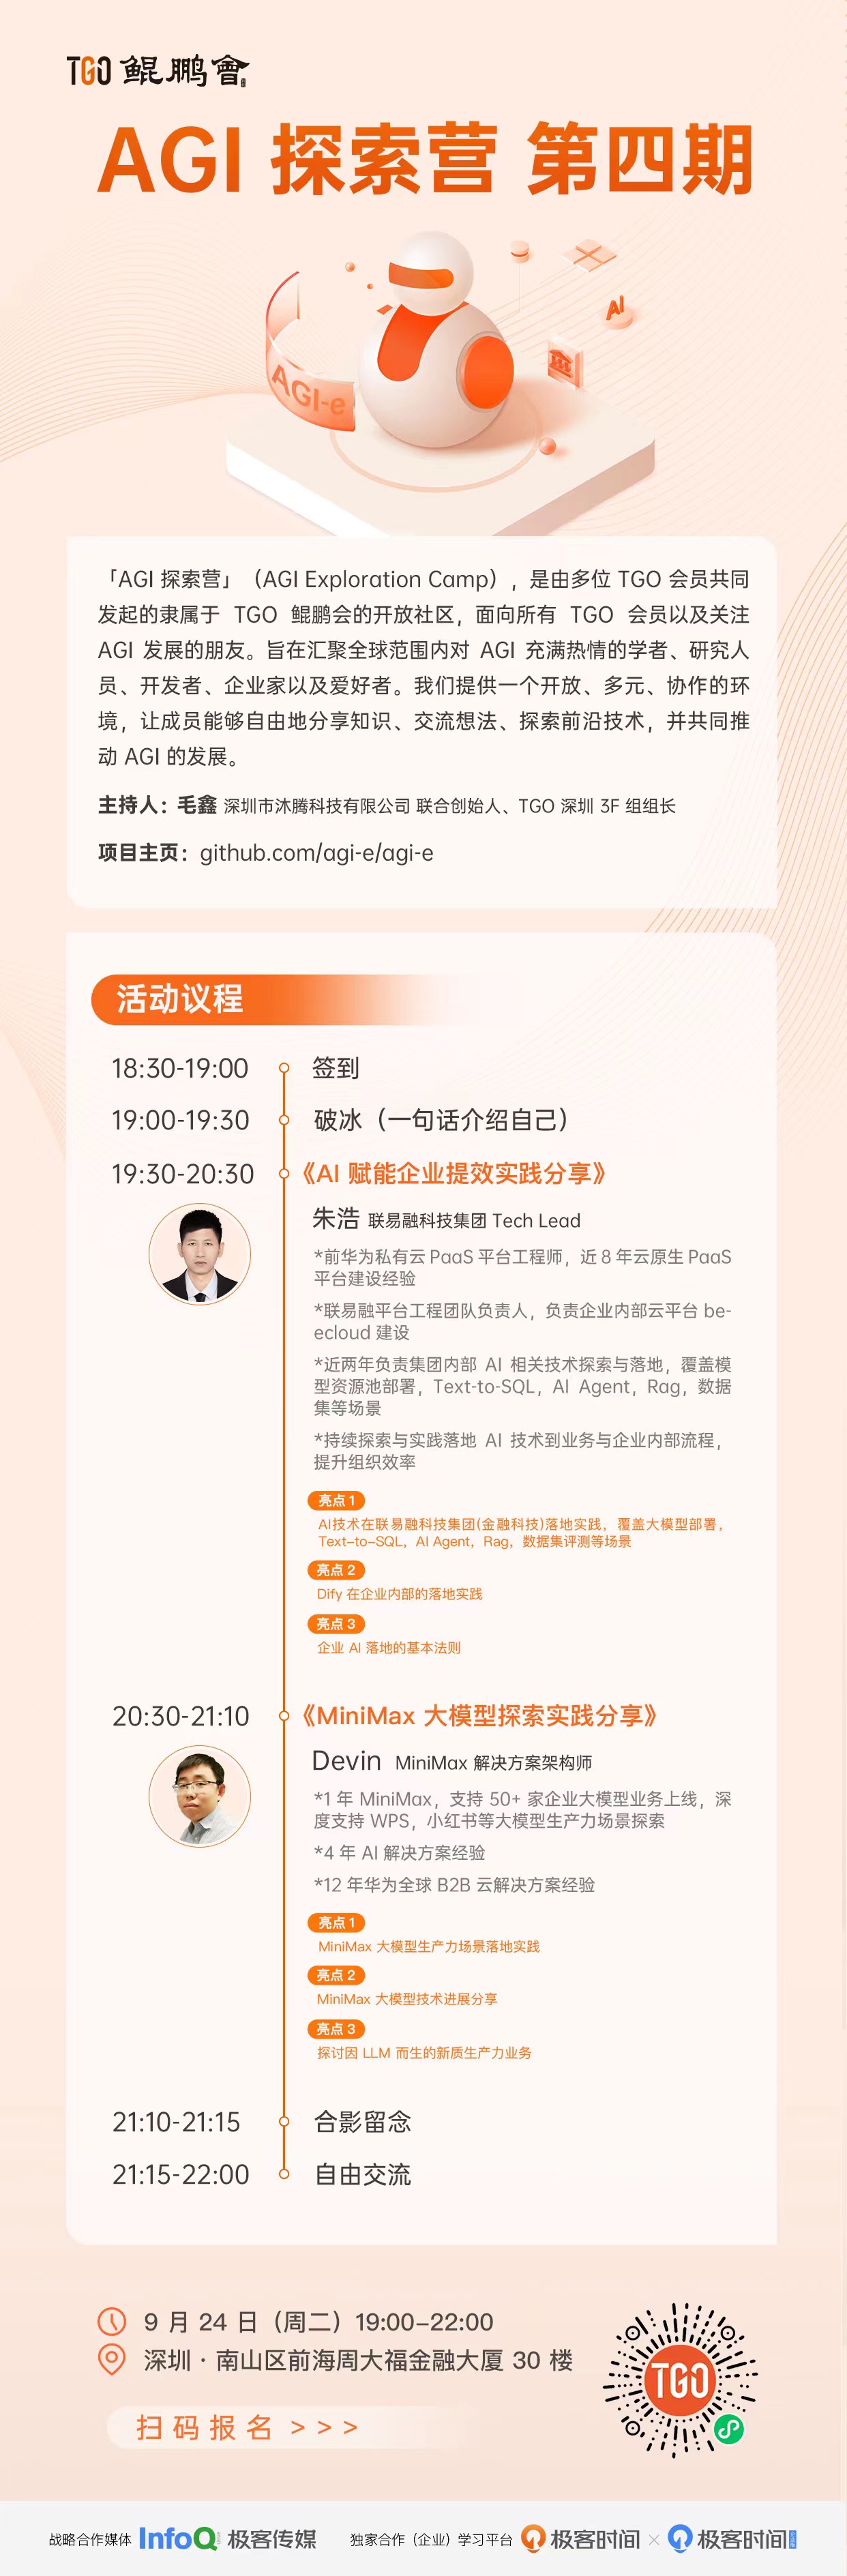 TGO 鲲鹏會
AGI 探索营 第四期
AGI-e
AI
「AGI 探索营」（AGI Exploration Camp），是由多位 TGO 会员共同
发起的隶属于 TGO 鲲鹏会的开放社区，面向所有 TGO 会员以及关注
AGI 发展的朋友。旨在汇聚全球范围内对 AGI 充满热情的学者、研究人
员、开发者、企业家以及爱好者。我们提供一个开放、多元、协作的环
境，让成员能够自由地分享知识、交流想法、探索前沿技术，并共同推
动 AGI 的发展。
主持人：毛鑫 深圳市沐腾科技有限公司 联合创始人、TGO 深圳 3F 组组长
项目主页：github.com/agi-e/agi-e
活动议程
18:30-19:00 签到
19:00-19:30 破冰（一句话介绍自己）
19:30-20:30 《AI 赋能企业提效实践分享》
朱浩 联易融科技集团 Tech Lead
*前华为私有云 PaaS 平台工程师，近 8 年云原生 PaaS
平台建设经验
*联易融平台工程团队负责人，负责企业内部云平台 be-
ecloud 建设
*近两年负责集团内部 AI 相关技术探索与落地，覆盖模
型资源池部署，Text-to-SQL，AI Agent，Rag，数据
集等场景
*持续探索与实践落地 AI 技术到业务与企业内部流程，
提升组织效率
亮点 1
AI技术在联易融科技集团(金融科技)落地实践，覆盖大模型部署，
Text-to-SQL，AI Agent，Rag，数据集评测等场景
亮点 2
Dify 在企业内部的落地实践
亮点 3
企业 AI 落地的基本法则
20:30-21:10 《MiniMax 大模型探索实践分享》
Devin MiniMax 解决方案架构师
*1 年 MiniMax，支持 50+ 家企业大模型业务上线，深
度支持 WPS，小红书等大模型生产力场景探索
*4 年 AI 解决方案经验
*12 年华为全球 B2B 云解决方案经验
亮点 1
MiniMax 大模型生产力场景落地实践
亮点 2
MiniMax 大模型技术进展分享
亮点 3
探讨因 LLM 而生的新质生产力业务
21:10-21:15 合影留念
21:15-22:00 自由交流
9 月 24 日（周二）19:00-22:00
深圳 · 南山区前海周大福金融大厦 30 楼
扫码报名 > > >
TGO
战略合作媒体 InfoQ 极客传媒 独家合作（企业）学习平台 极客时间 × 极客时间